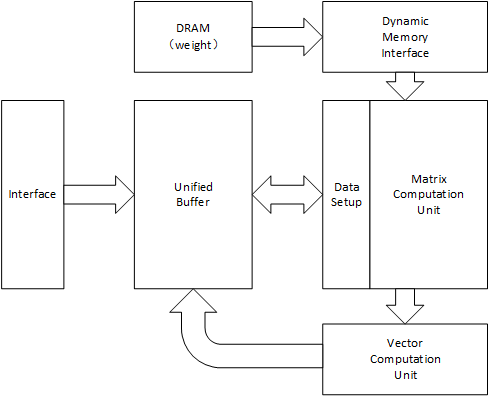 DRAM
（weight）
Dynamic
Memory
Interface
Interface
Unified
Buffer
Data
Setup
Matrix
Computation
Unit
Vector
Computation
Unit